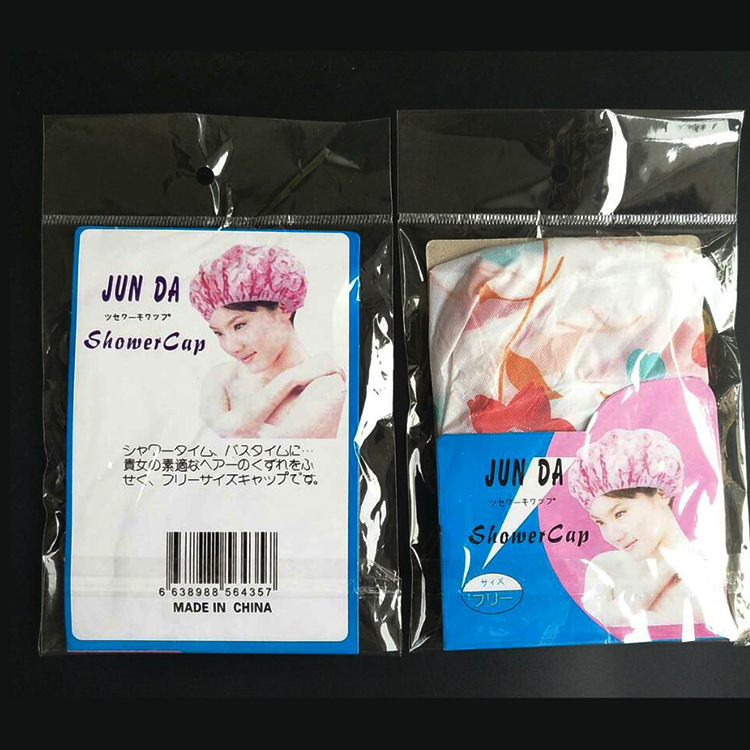 JUN DA
ツセワーモワップ
ShowerCap
シャワータイム、バスタイムに…
貴女の素適なヘアーのくずれをふ
せく、フリーサイズキャップです。
6 638988 564357
MADE IN CHINA
JUN DA
ツセワーモワップ
ShowerCap
サイズ
フリー